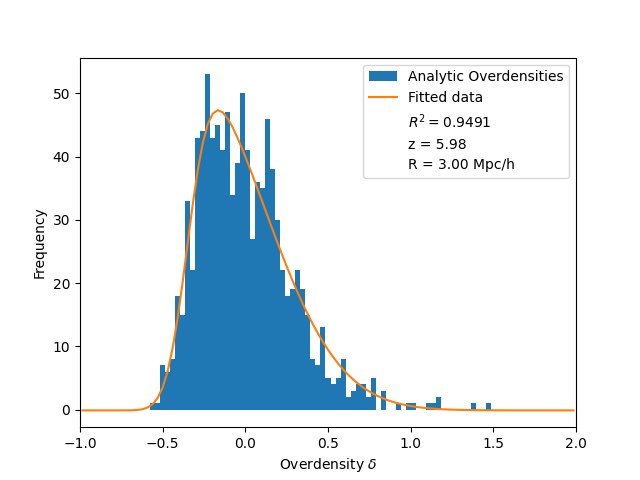 Analytic Overdensities
Fitted data
R² = 0.9491
z = 5.98
R = 3.00 Mpc/h
50
40
30
20
10
0
Frequency
−1.0 −0.5 0.0 0.5 1.0 1.5 2.0
Overdensity δ